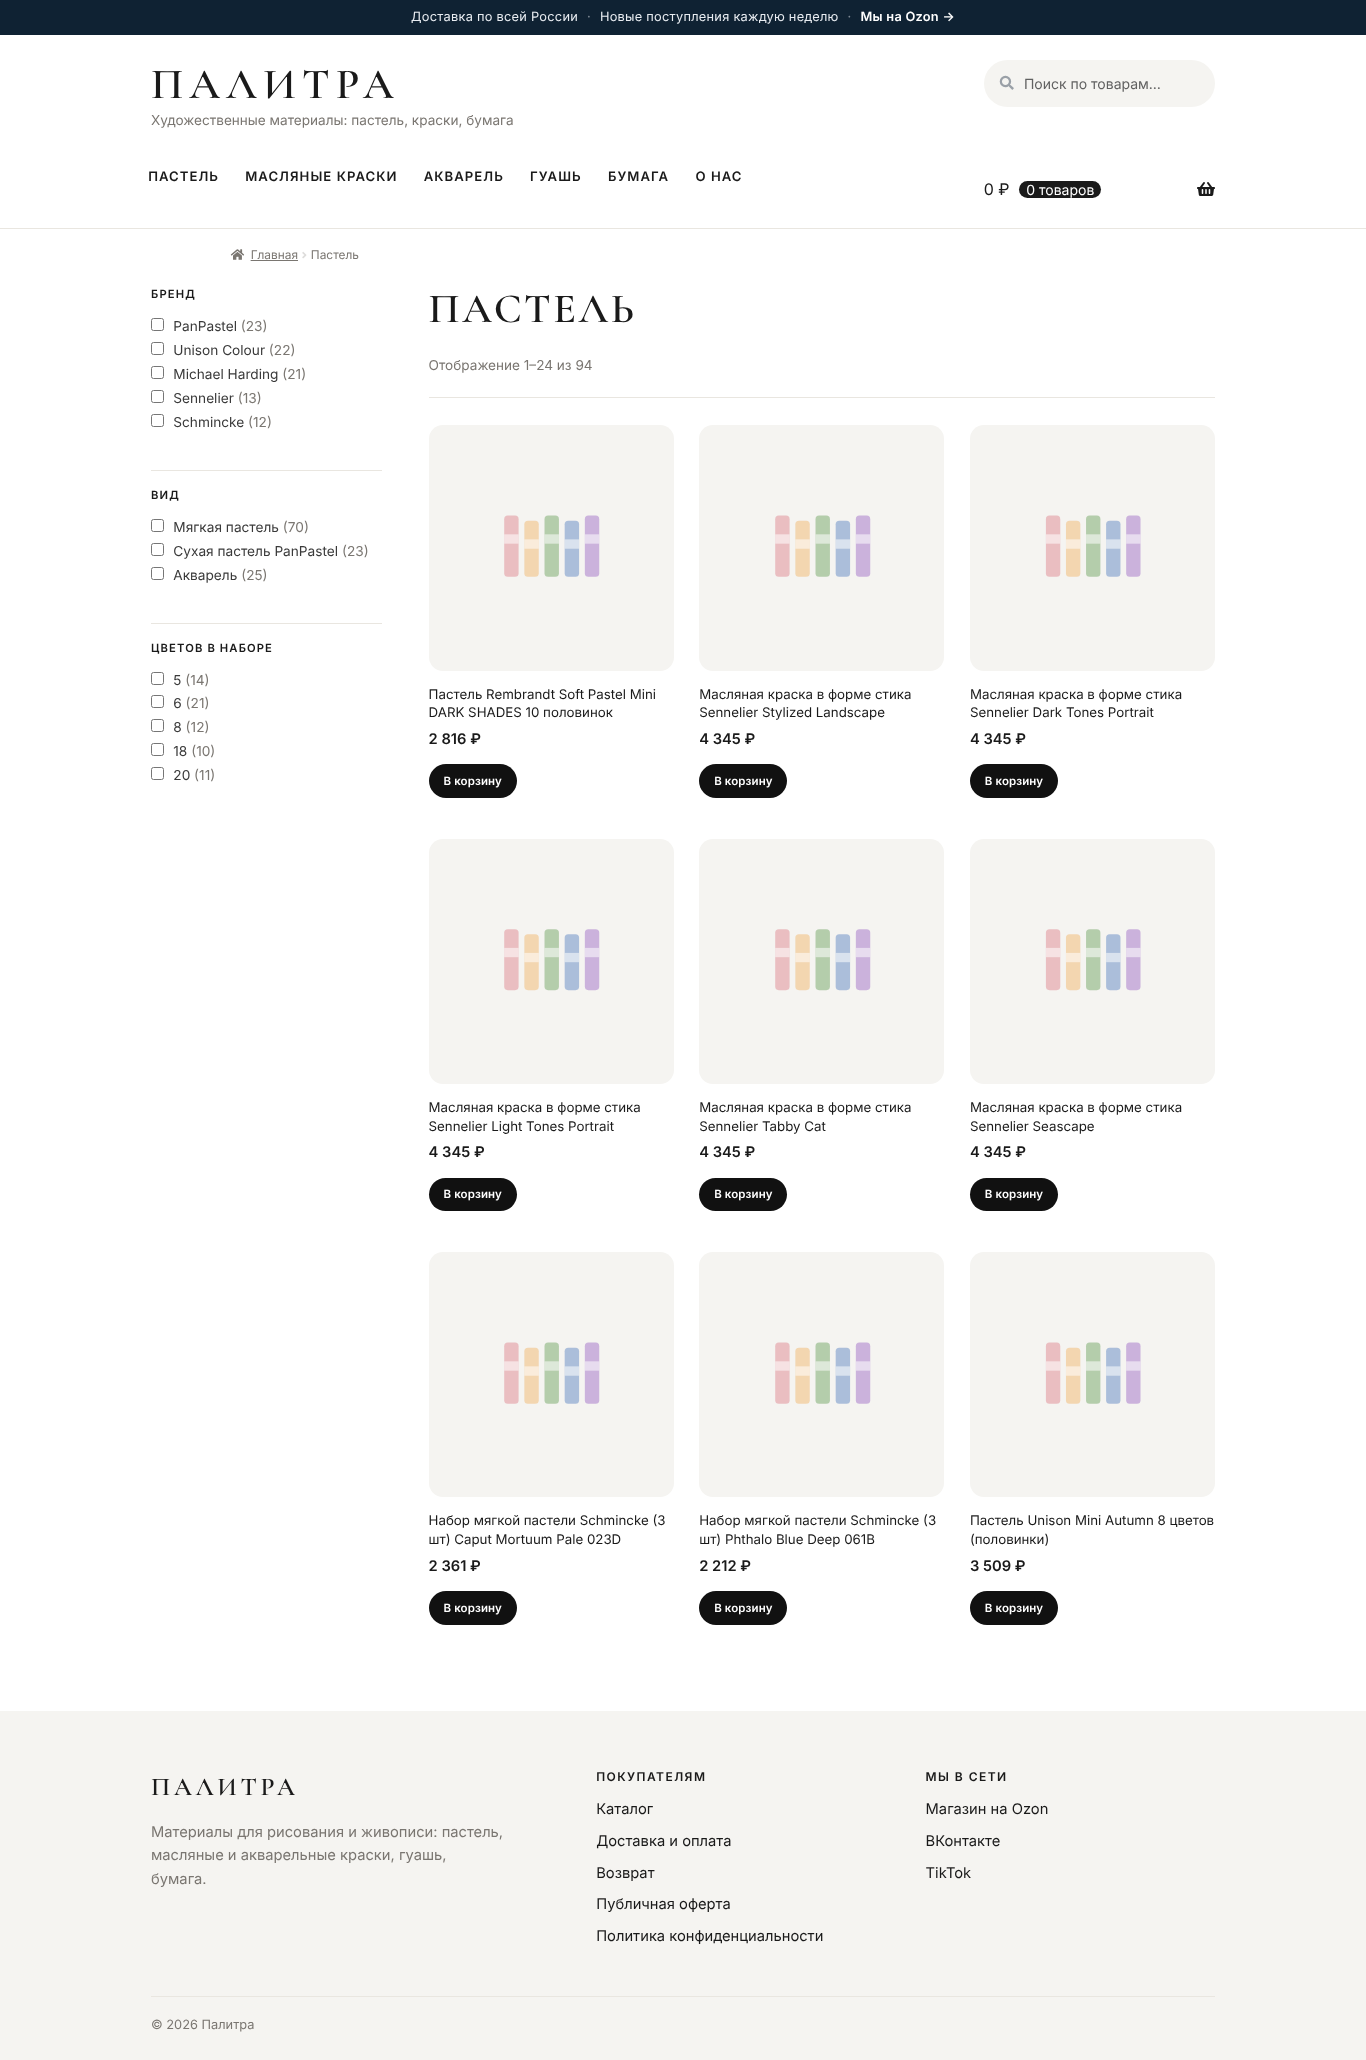 Доставка по всей России · Новые поступления каждую неделю · Мы на Ozon →
ПАЛИТРА
Художественные материалы: пастель, краски, бумага
Поиск по товарам...
ПАСТЕЛЬ МАСЛЯНЫЕ КРАСКИ АКВАРЕЛЬ ГУАШЬ БУМАГА О НАС
0 ₽ 0 товаров
Главная › Пастель
БРЕНД
PanPastel (23)
Unison Colour (22)
Michael Harding (21)
Sennelier (13)
Schmincke (12)
ВИД
Мягкая пастель (70)
Сухая пастель PanPastel (23)
Акварель (25)
ЦВЕТОВ В НАБОРЕ
5 (14)
6 (21)
8 (12)
18 (10)
20 (11)
ПАСТЕЛЬ
Отображение 1–24 из 94
Пастель Rembrandt Soft Pastel Mini
DARK SHADES 10 половинок
2 816 ₽
В корзину
Масляная краска в форме стика
Sennelier Stylized Landscape
4 345 ₽
В корзину
Масляная краска в форме стика
Sennelier Dark Tones Portrait
4 345 ₽
В корзину
Масляная краска в форме стика
Sennelier Light Tones Portrait
4 345 ₽
В корзину
Масляная краска в форме стика
Sennelier Tabby Cat
4 345 ₽
В корзину
Масляная краска в форме стика
Sennelier Seascape
4 345 ₽
В корзину
Набор мягкой пастели Schmincke (3
шт) Caput Mortuum Pale 023D
2 361 ₽
В корзину
Набор мягкой пастели Schmincke (3
шт) Phthalo Blue Deep 061B
2 212 ₽
В корзину
Пастель Unison Mini Autumn 8 цветов
(половинки)
3 509 ₽
В корзину
ПАЛИТРА
Материалы для рисования и живописи: пастель,
масляные и акварельные краски, гуашь,
бумага.
ПОКУПАТЕЛЯМ
Каталог
Доставка и оплата
Возврат
Публичная оферта
Политика конфиденциальности
МЫ В СЕТИ
Магазин на Ozon
ВКонтакте
TikTok
© 2026 Палитра